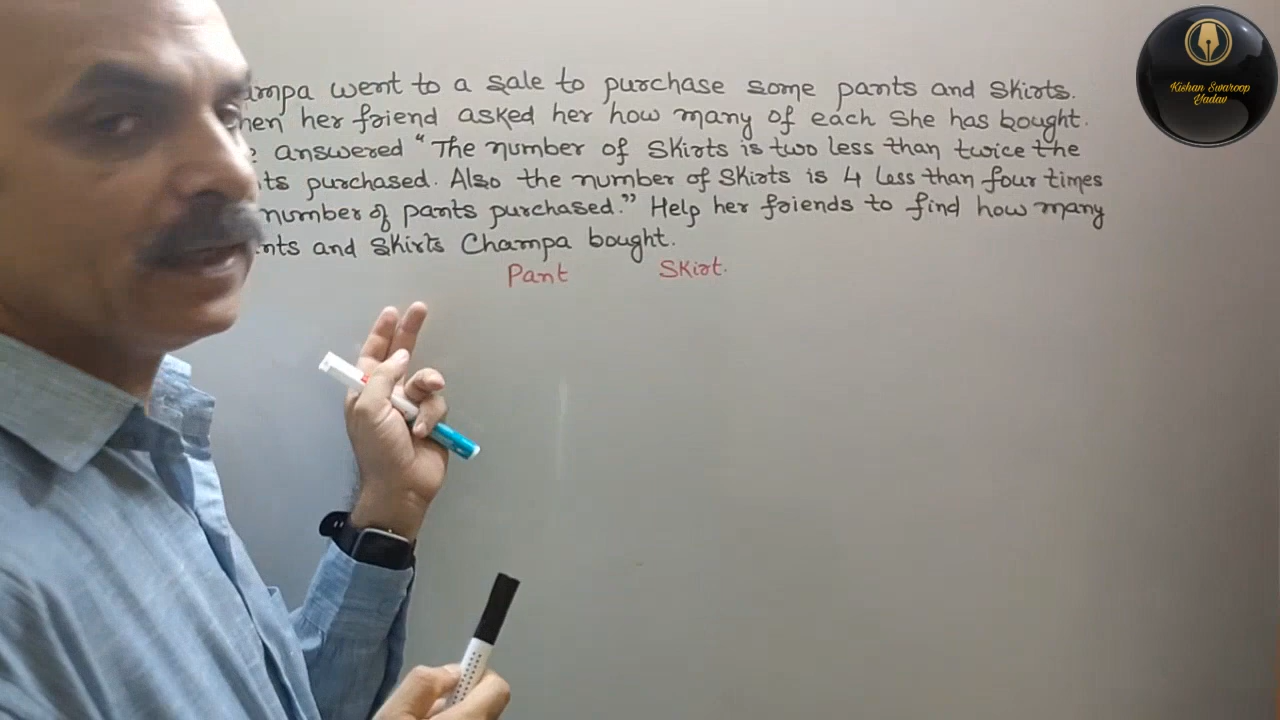 went to a sale to purchase some pants and skirts.
her friend asked her how many of each she has bought.
answered "The number of skirts is two less than twice the
purchased. Also the number of skirts is 4 less than four times
number of pants purchased." Help her friends to find how many
and skirts Champa bought.
Pant Skirt.
Kishan Swaroop
Yadav